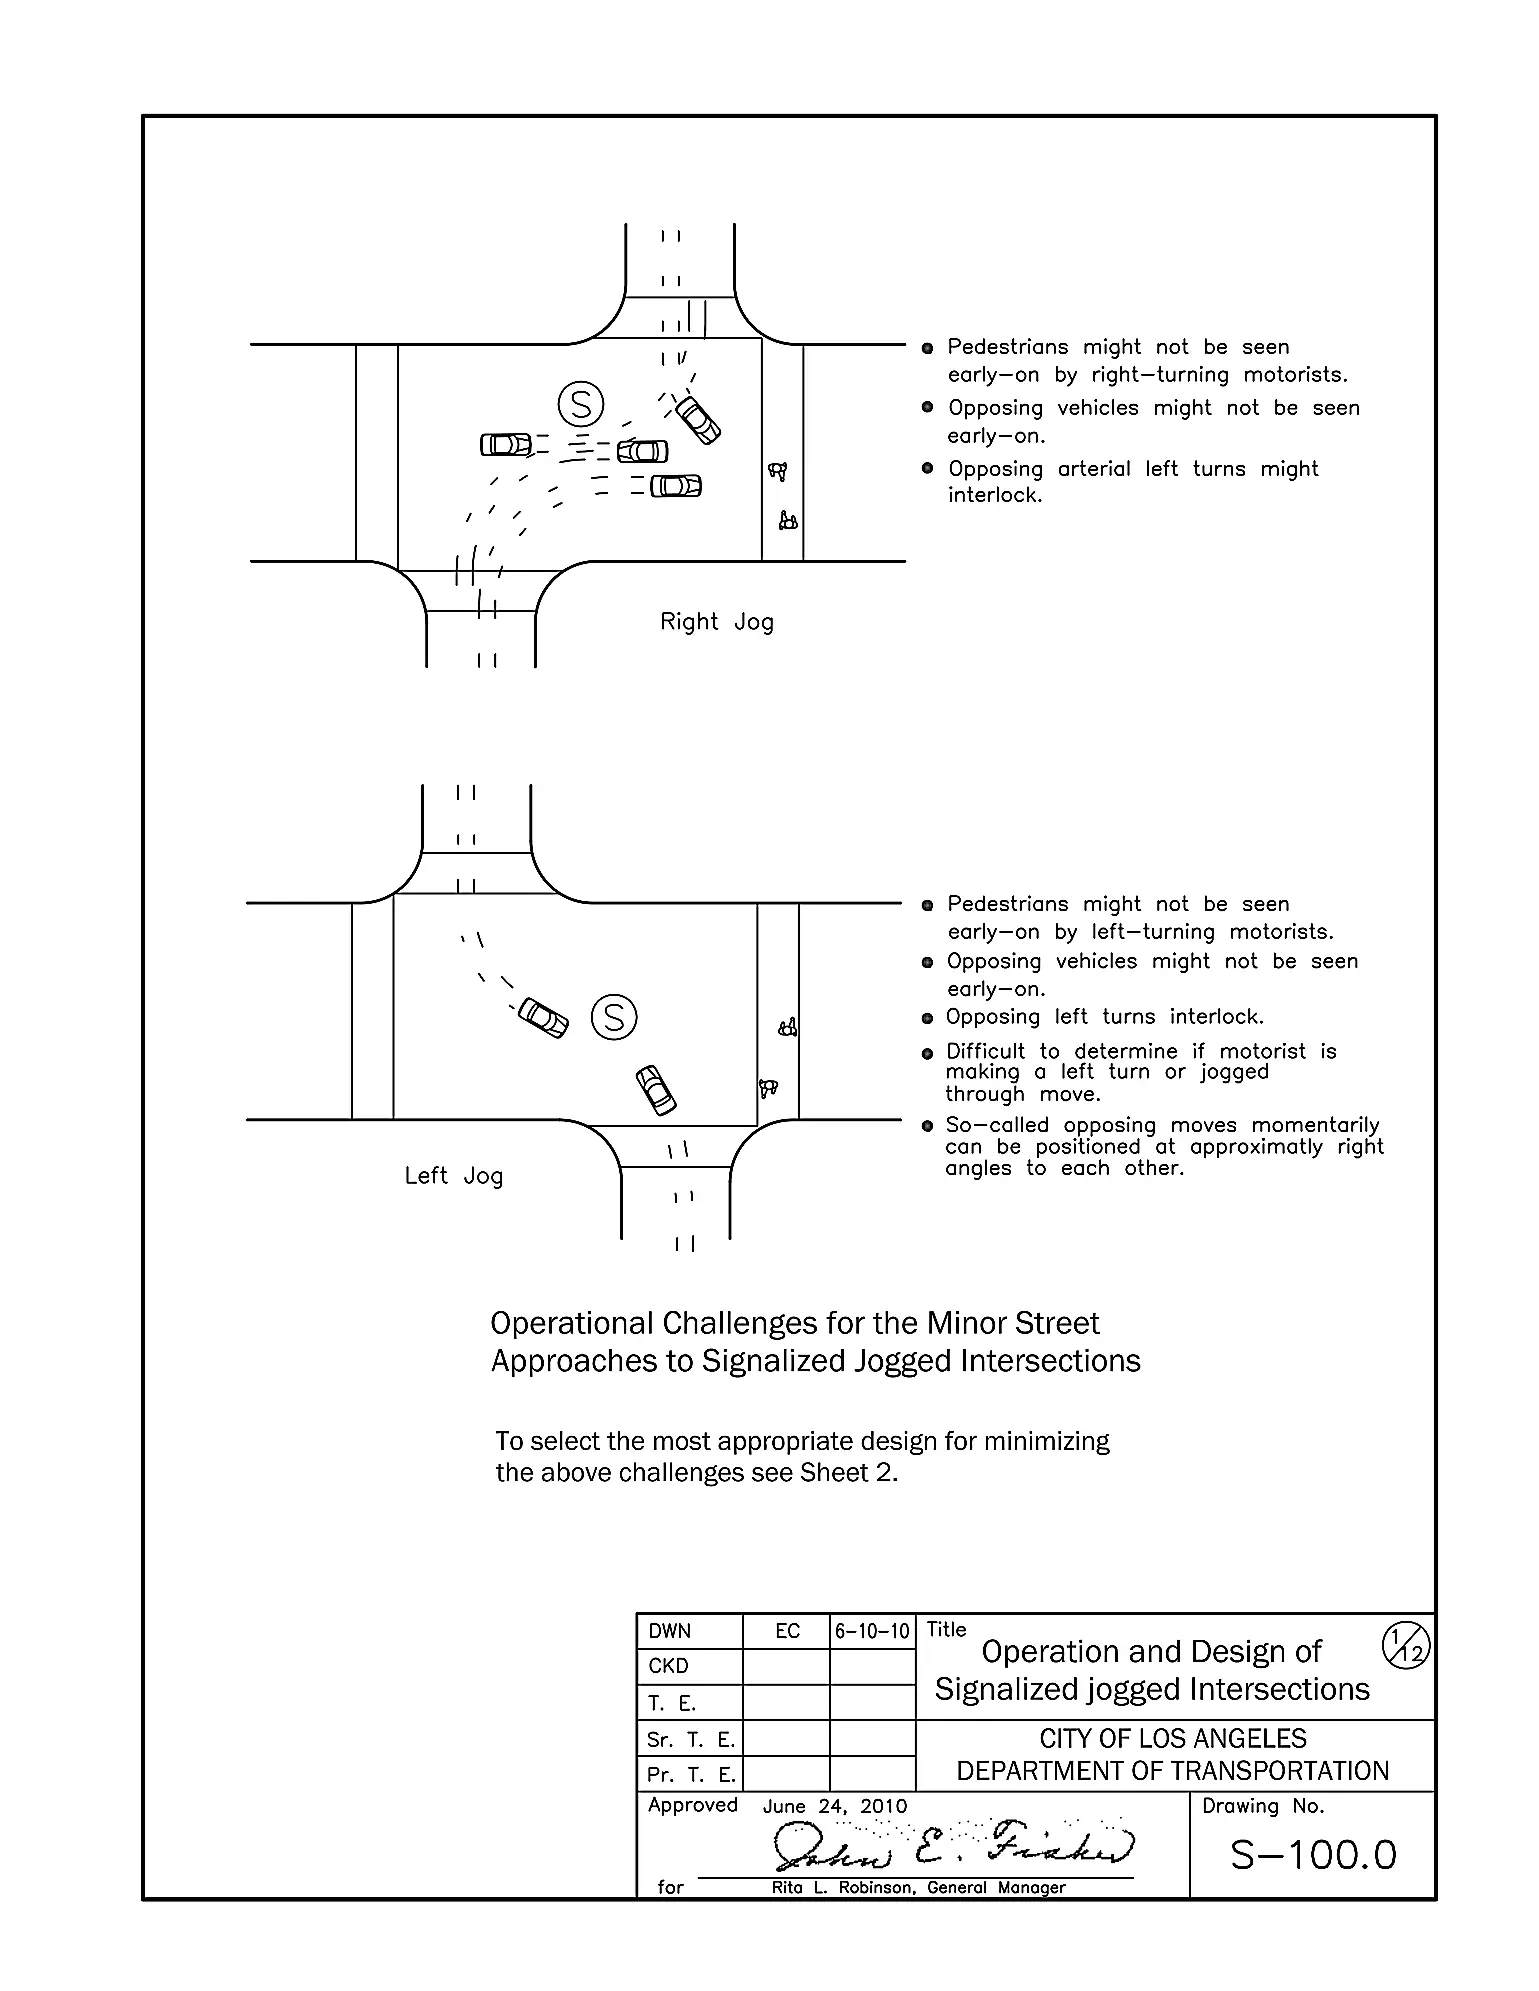 S
● Pedestrians might not be seen
early-on by right-turning motorists.
● Opposing vehicles might not be seen
early-on.
● Opposing arterial left turns might
interlock.
Right Jog
S
● Pedestrians might not be seen
early-on by left-turning motorists.
● Opposing vehicles might not be seen
early-on.
● Opposing left turns interlock.
● Difficult to determine if motorist is
making a left turn or jogged
through move.
● So-called opposing moves momentarily
can be positioned at approximatly right
angles to each other.
Left Jog
Operational Challenges for the Minor Street
Approaches to Signalized Jogged Intersections
To select the most appropriate design for minimizing
the above challenges see Sheet 2.
DWN EC 6-10-10
CKD
T. E.
Sr. T. E.
Pr. T. E.
Title
Operation and Design of
Signalized jogged Intersections
1/12
CITY OF LOS ANGELES
DEPARTMENT OF TRANSPORTATION
Approved June 24, 2010
John E. Fisher
for Rita L. Robinson, General Manager
Drawing No.
S-100.0